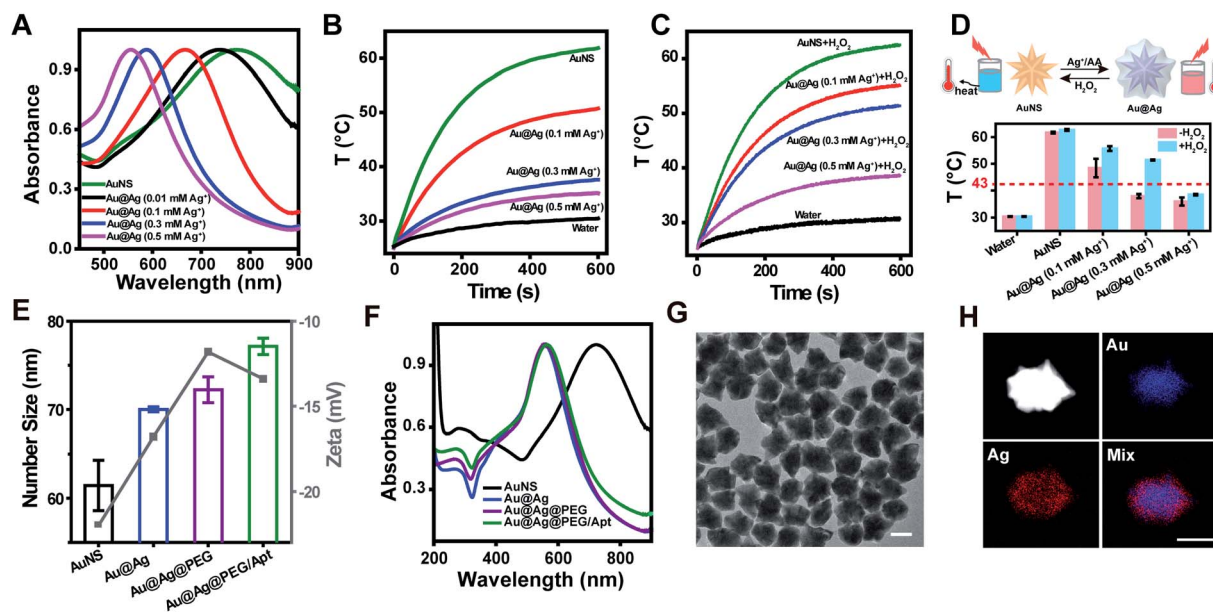 A
Absorbance
1.0
0.8
0.6
0.4
0.2
0.0
AuNS
Au@Ag (0.01 mM Ag⁺)
Au@Ag (0.1 mM Ag⁺)
Au@Ag (0.3 mM Ag⁺)
Au@Ag (0.5 mM Ag⁺)
500 600 700 800 900
Wavelength (nm)
B
T (°C)
60
50
40
30
AuNS
Au@Ag (0.1 mM Ag⁺)
Au@Ag (0.3 mM Ag⁺)
Au@Ag (0.5 mM Ag⁺)
Water
0 200 400 600
Time (s)
C
T (°C)
60
50
40
30
AuNS+H₂O₂
Au@Ag (0.1 mM Ag⁺)+H₂O₂
Au@Ag (0.3 mM Ag⁺)+H₂O₂
Au@Ag (0.5 mM Ag⁺)+H₂O₂
Water
0 200 400 600
Time (s)
D
heat
AuNS
Ag⁺/AA
H₂O₂
Au@Ag
T (°C)
60
50
43
30
-H₂O₂
+H₂O₂
Water
AuNS
Au@Ag (0.1 mM Ag⁺)
Au@Ag (0.3 mM Ag⁺)
Au@Ag (0.5 mM Ag⁺)
E
Number Size (nm)
80
70
60
-10
-15
-20
Zeta (mV)
AuNS
Au@Ag
Au@Ag@PEG
Au@Ag@PEG/Apt
F
Absorbance
0.9
0.6
0.3
AuNS
Au@Ag
Au@Ag@PEG
Au@Ag@PEG/Apt
200 400 600 800
Wavelength (nm)
G
H
Au
Ag
Mix